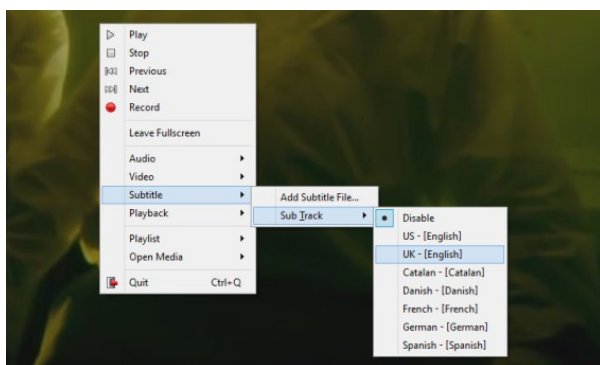 Play
Stop
Previous
Next
Record
Leave Fullscreen
Audio
Video
Subtitle
Playback
Playlist
Open Media
Quit Ctrl+Q
Add Subtitle File...
Sub Track
Disable
US - [English]
UK - [English]
Catalan - [Catalan]
Danish - [Danish]
French - [French]
German - [German]
Spanish - [Spanish]